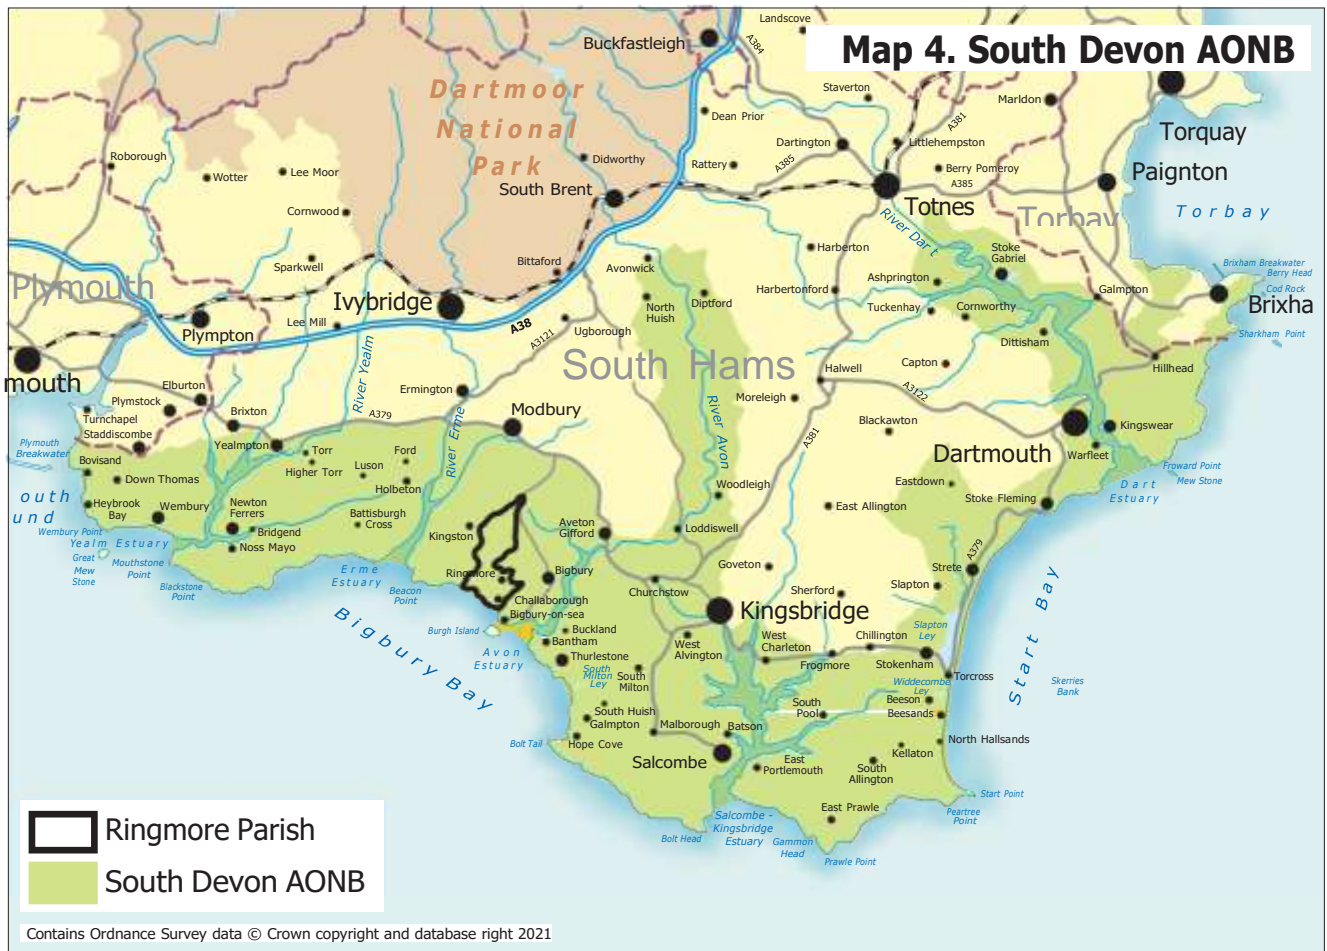 Map 4. South Devon AONB
Landscove
Buckfastleigh
A384
Staverton
Marldon
Dartmoor
National
Park
Dean Prior
A381
Torquay
Roborough
Wotter
Lee Moor
Didworthy
Rattery
Dartington
A385
Littlehempston
Berry Pomeroy
A385
Paignton
South Brent
Totnes
Torbay
Torbay
Cornwood
River Dart
Harberton
Stoke
Gabriel
Sparkwell
Bittaford
Avonwick
Ashprington
Brixham Breakwater
Berry Head
Cod Rock
Plymouth
Ivybridge
North
Huish
Diptford
Harbertonford
Tuckenhay
Cornworthy
Galmpton
Brixha
Plympton
Lee Mill
A38
A3121
Ugborough
Dittisham
Sharkham Point
South Hams
Halwell
Capton
Hillhead
mouth
Elburton
River Yealm
Ermington
Moreleigh
A3122
Plymstock
Turnchapel
Staddiscombe
Brixton
A379
River Erme
Modbury
River Avon
A381
Blackawton
Kingswear
Plymouth
Breakwater
Yealmpton
Torr
Higher Torr
Ford
Luson
Holbeton
Dartmouth
Warfleet
Bovisand
Down Thomas
Froward Point
Mew Stone
Dart
Estuary
Woodleigh
Eastdown
Stoke Fleming
outh
und
Heybrook
Bay
Wembury
Newton
Ferrers
Battisburgh
Cross
East Allington
Wembury Point
Yealm Estuary
Bridgend
Noss Mayo
Kingston
Aveton
Gifford
Loddiswell
A379
Great
Mew
Stone
Mouthstone
Point
Erme
Estuary
Ringmore
Bigbury
Goveton
Strete
Blackstone
Point
Beacon
Point
Challaborough
Churchstow
Sherford
Slapton
Bigbury Bay
Burgh Island
Bigbury-on-sea
Kingsbridge
Start Bay
Buckland
Bantham
West
Alvington
West
Charleton
Chillington
Slapton
Ley
Avon
Estuary
Thurlestone
South
Milton
Ley
South
Milton
Frogmore
Stokenham
Torcross
Widdecombe
Ley
Skerries
Bank
South Huish
Galmpton
South
Pool
Beeson
Beesands
Bolt Tail
Hope Cove
Malborough
Batson
North Hallsands
Salcombe
East
Portlemouth
Kellaton
South
Allington
Start Point
Peartree
Point
East Prawle
Bolt Head
Salcombe -
Kingsbridge
Estuary
Gammon
Head
Prawle Point
Ringmore Parish
South Devon AONB
Contains Ordnance Survey data © Crown copyright and database right 2021